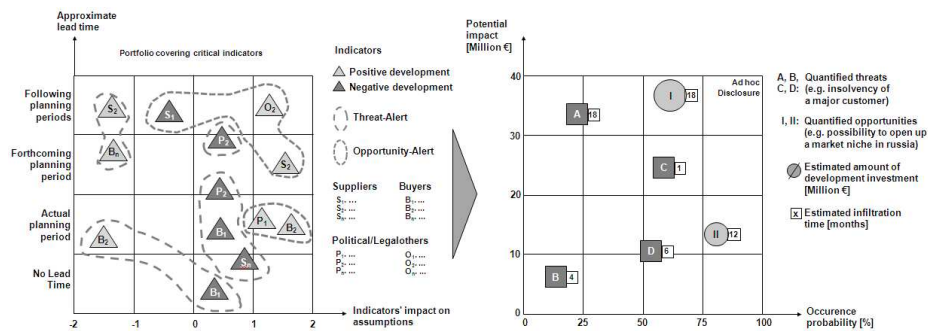 Approximate
lead time
Portfolio covering critical indicators
Following
planning
periods
Forthcoming
planning
period
Actual
planning
period
No Lead
Time
S2
S1
O2
Bn
P2
S2
P2
B2
B1
P1
B2
Sn
B1
-2
-1
0
1
2
Indicators' impact on
assumptions
Indicators
Positive development
Negative development
Threat-Alert
Opportunity-Alert
Suppliers Buyers
S1- ... B1- ...
S2- ... B2- ...
Sn- ... Bn- ...
Political/Legalothers
P1- ... O1- ...
P2- ... O2- ...
Pn- ... On- ...
Potential
impact
[Million €]
40
30
20
10
0
0
25
50
75
100
Ad hoc
Disclosure
I 18
A 18
C 1
II 12
D 6
B 4
Occurence
probability [%]
A, B, Quantified threats
C, D: (e.g. insolvency of
a major customer)
I, II: Quantified opportunities
(e.g. possibility to open up
a market niche in russia)
Estimated amount of
development investment
[Million €]
x Estimated infiltration
time [months]